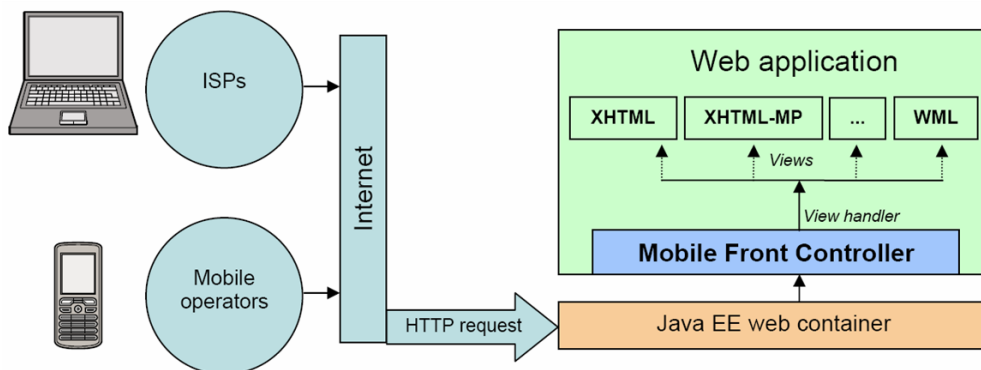 ISPs
Mobile
operators
Internet
HTTP request
Web application
XHTML
XHTML-MP
...
WML
Views
View handler
Mobile Front Controller
Java EE web container